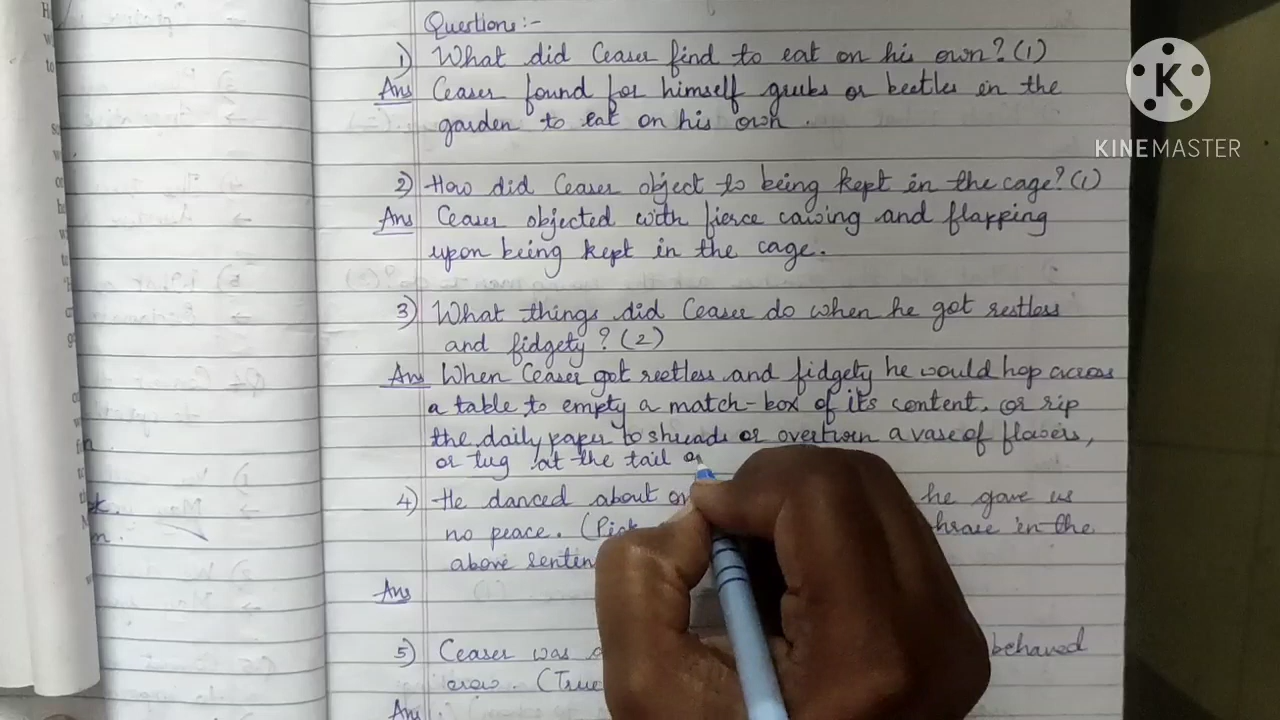 Questions:-
1) What did Ceaser find to eat on his own? (1)
Ans Ceaser found for himself grubs or beetles in the
garden to eat on his own.
2) How did Ceaser object to being kept in the cage? (1)
Ans Ceaser objected with fierce cawing and flapping
upon being kept in the cage.
3) What things did Ceaser do when he got restless
and fidgety? (2)
Ans When Ceaser got restless and fidgety he would hop across
a table to empty a match-box of its content, or rip
the daily paper to shreads or overturn a vase of flowers,
or tug at the tail
4) He danced about he gave us
no peace. (Pick in the
above
Ans
5) Ceaser was behaved
crow. (True
Ans
K
KINEMASTER